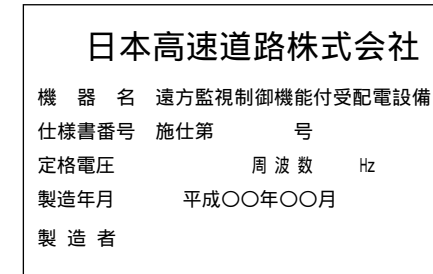 日本高速道路株式会社
機器名 遠方監視制御機能付受配電設備
仕様書番号 施仕第 号
定格電圧 周波数 Hz
製造年月 平成〇〇年〇〇月
製造者